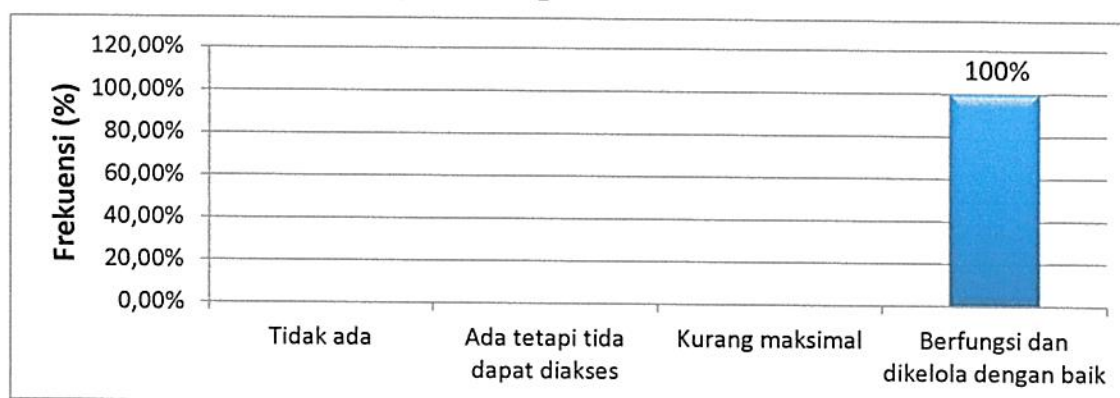 120,00%
100,00%
80,00%
60,00%
40,00%
20,00%
0,00%
Frekuensi (%)
100%
Tidak ada
Ada tetapi tida
dapat diakses
Kurang maksimal
Berfungsi dan
dikelola dengan baik